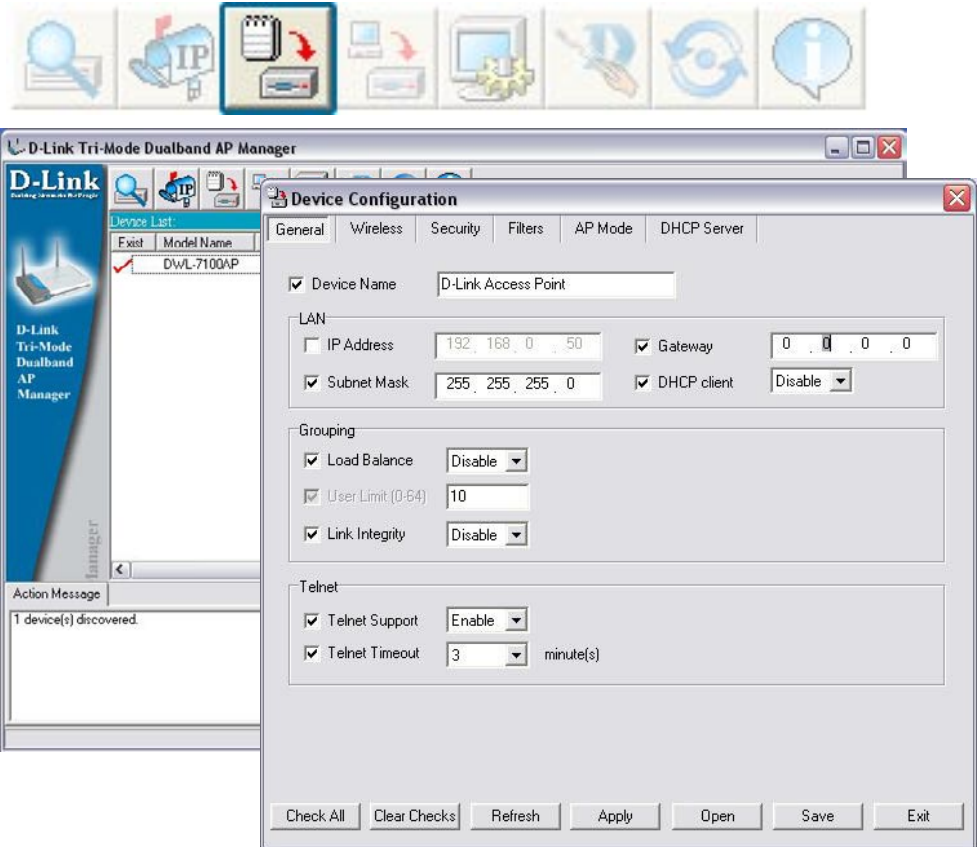 IP
D-Link Tri-Mode Dualband AP Manager
D-Link
Building Networks for People
IP
Device List:
Exist Model Name
DWL-7100AP
D-Link
Tri-Mode
Dualband
AP
Manager
Manager
Action Message
1 device(s) discovered.
Device Configuration
General Wireless Security Filters AP Mode DHCP Server
Device Name D-Link Access Point
LAN
IP Address 192 . 168 . 0 . 50 Gateway 0 . 0 . 0 . 0
Subnet Mask 255 . 255 . 255 . 0 DHCP client Disable
Grouping
Load Balance Disable
User Limit (0-64) 10
Link Integrity Disable
Telnet
Telnet Support Enable
Telnet Timeout 3 minute(s)
Check All Clear Checks Refresh Apply Open Save Exit